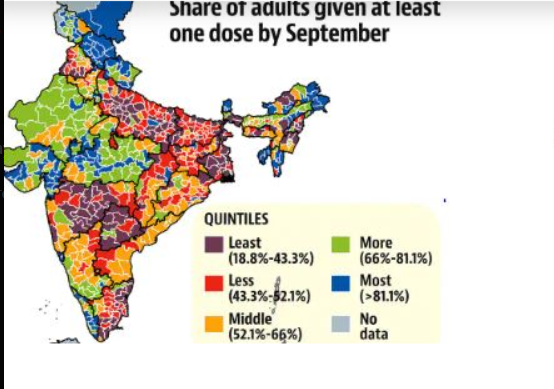 Share of adults given at least
one dose by September
QUINTILES
Least
(18.8%-43.3%)
Less
(43.3%-52.1%)
Middle
(52.1%-66%)
More
(66%-81.1%)
Most
(>81.1%)
No
data